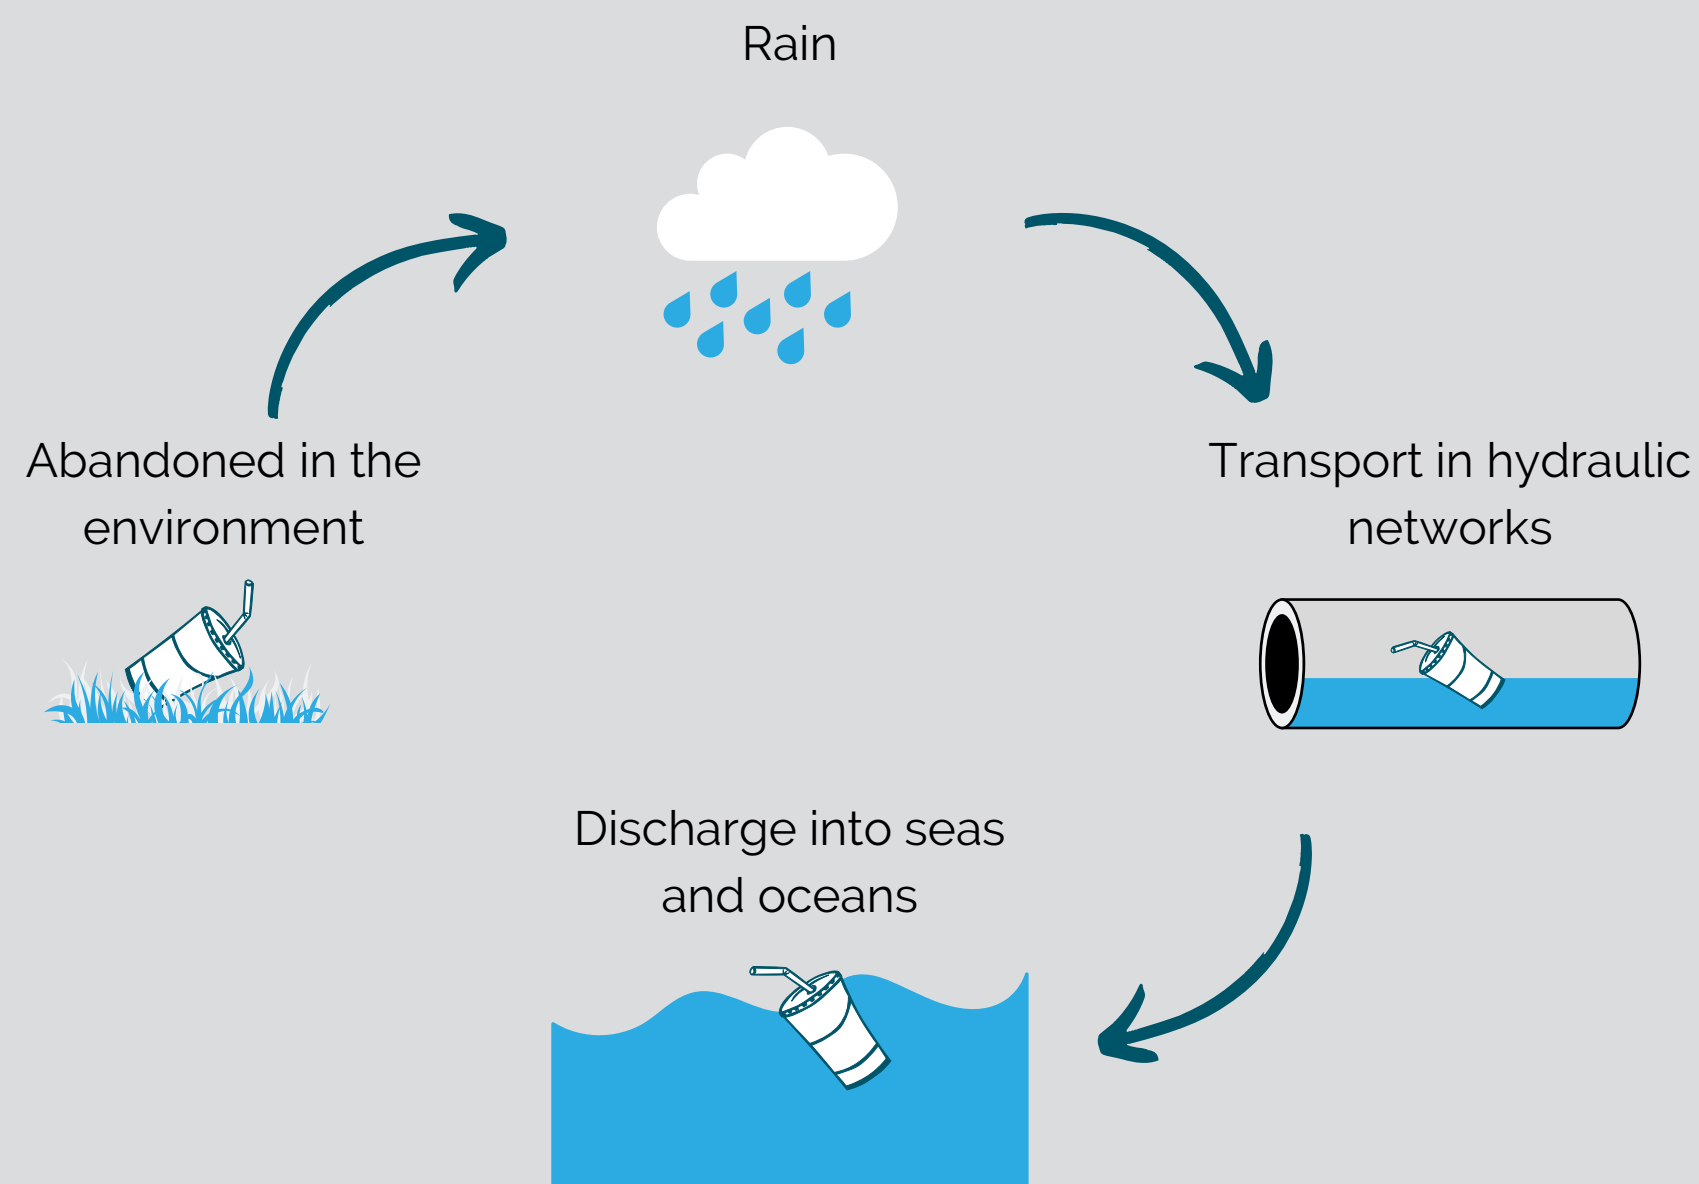 Rain
Abandoned in the
environment
Transport in hydraulic
networks
Discharge into seas
and oceans